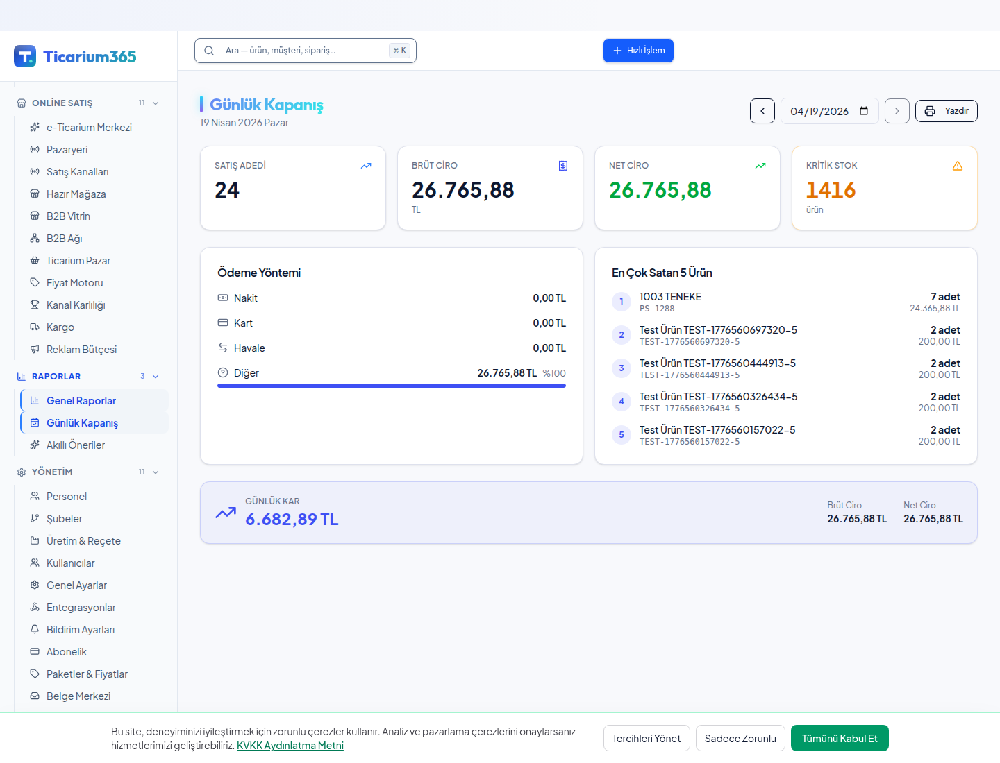 Ticarium365
Ara — ürün, müşteri, sipariş...
⌘ K
Hızlı İşlem
ONLİNE SATIŞ 11
e-Ticarium Merkezi
Pazaryeri
Satış Kanalları
Hazır Mağaza
B2B Vitrin
B2B Ağı
Ticarium Pazar
Fiyat Motoru
Kanal Karlılığı
Kargo
Reklam Bütçesi
RAPORLAR 3
Genel Raporlar
Günlük Kapanış
Akıllı Öneriler
YÖNETİM 11
Personel
Şubeler
Üretim & Reçete
Kullanıcılar
Genel Ayarlar
Entegrasyonlar
Bildirim Ayarları
Abonelik
Paketler & Fiyatlar
Belge Merkezi
Günlük Kapanış
19 Nisan 2026 Pazar
04/19/2026
Yazdır
SATIŞ ADEDİ
24
BRÜT CİRO
26.765,88
TL
NET CİRO
26.765,88
KRİTİK STOK
1416
ürün
Ödeme Yöntemi
Nakit 0,00 TL
Kart 0,00 TL
Havale 0,00 TL
Diğer 26.765,88 TL %100
En Çok Satan 5 Ürün
1 1003 TENEKE 7 adet
PS-1288 24.365,88 TL
2 Test Ürün TEST-1776560697320-5 2 adet
TEST-1776560697320-5 200,00 TL
3 Test Ürün TEST-1776560444913-5 2 adet
TEST-1776560444913-5 200,00 TL
4 Test Ürün TEST-1776560326434-5 2 adet
TEST-1776560326434-5 200,00 TL
5 Test Ürün TEST-1776560157022-5 2 adet
TEST-1776560157022-5 200,00 TL
GÜNLÜK KAR
6.682,89 TL
Brüt Ciro
26.765,88 TL
Net Ciro
26.765,88 TL
Bu site, deneyiminizi iyileştirmek için zorunlu çerezler kullanır. Analiz ve pazarlama çerezlerini onaylarsanız
hizmetlerimizi geliştirebiliriz. KVKK Aydınlatma Metni
Tercihleri Yönet
Sadece Zorunlu
Tümünü Kabul Et